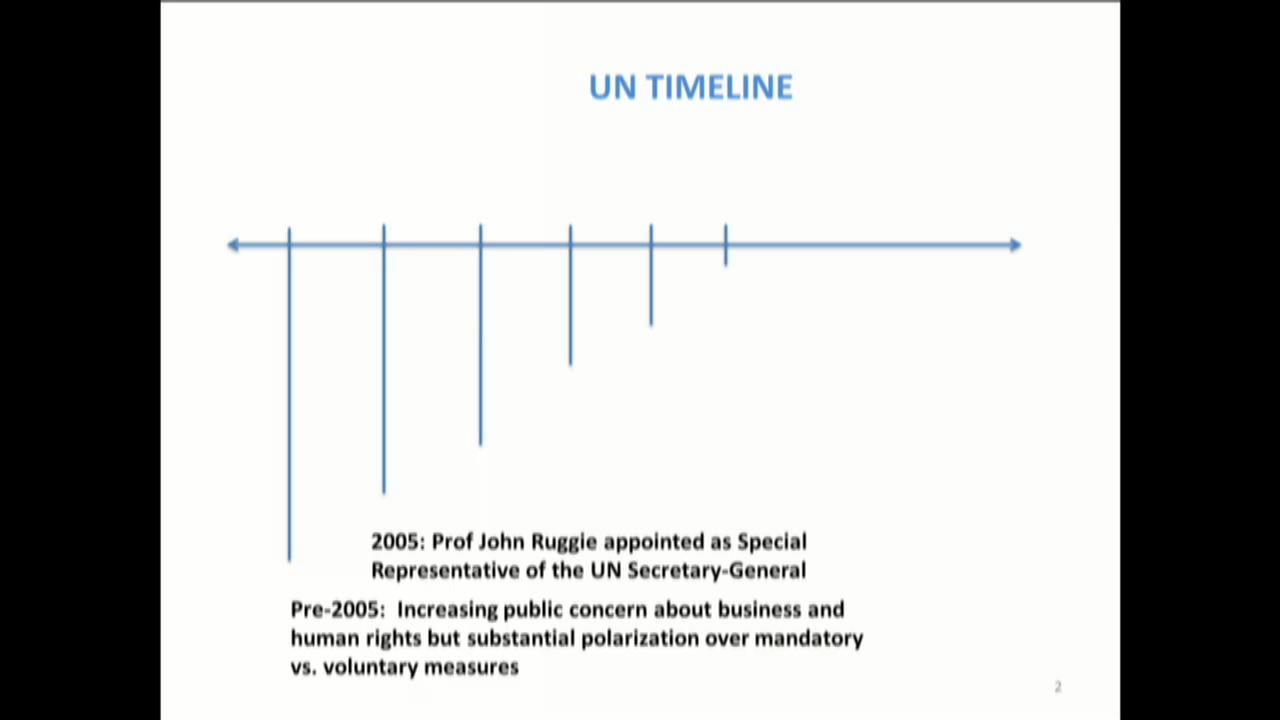 UN TIMELINE
2005: Prof John Ruggie appointed as Special
Representative of the UN Secretary-General
Pre-2005:  Increasing public concern about business and
human rights but substantial polarization over mandatory
vs. voluntary measures
2